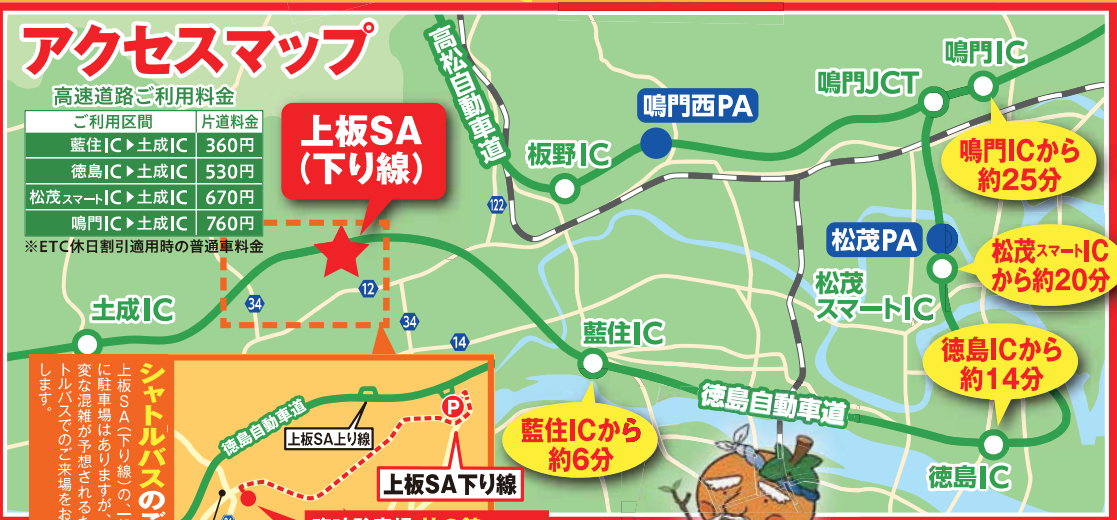 アクセスマップ
高速道路ご利用料金
ご利用区間 片道料金
藍住IC▶土成IC 360円
徳島IC▶土成IC 530円
松茂スマートIC▶土成IC 670円
鳴門IC▶土成IC 760円
※ETC休日割引適用時の普通車料金
上板SA
(下り線)
高松自動車道
板野IC
鳴門西PA
鳴門JCT
鳴門IC
鳴門ICから
約25分
松茂PA
松茂
スマートIC
松茂スマートIC
から約20分
徳島ICから
約14分
徳島IC
徳島自動車道
藍住IC
藍住ICから
約6分
土成IC
122
12
34
34
14
シャトルバスのご
上板SA(下り線)の、一
に駐車場はありますが、
変な混雑が予想されるた
トルバスでのご来場をお
します。
徳島自動車道
上板SA上り線
P
上板SA下り線